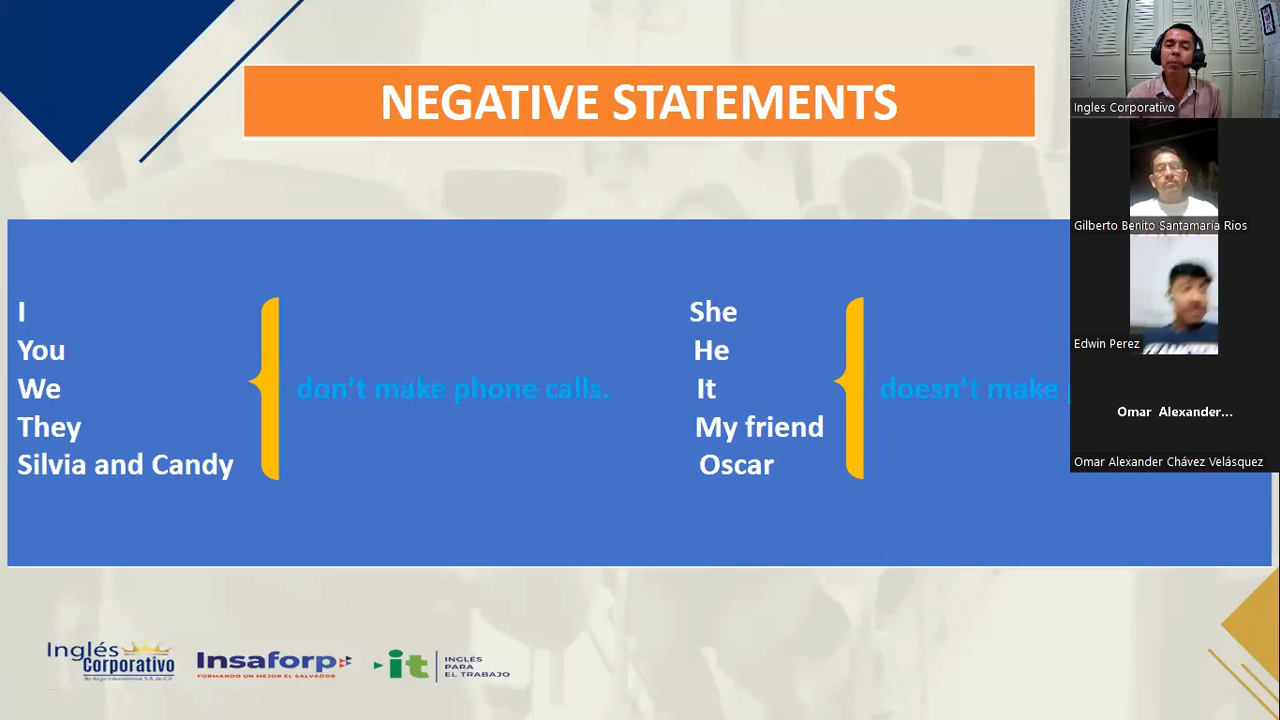 NEGATIVE STATEMENTS
I
You
We
They
Silvia and Candy
don't make phone calls.
She
He
It
My friend
Oscar
doesn't make
Ingles Corporativo
Gilberto Benito Santamaria Rios
Edwin Perez
Omar Alexander...
Omar Alexander Chávez Velásquez
Inglés
Corporativo
Insaforp
FORMANDO UN MEJOR EL SALVADOR
it
INGLÉS
PARA
EL TRABAJO